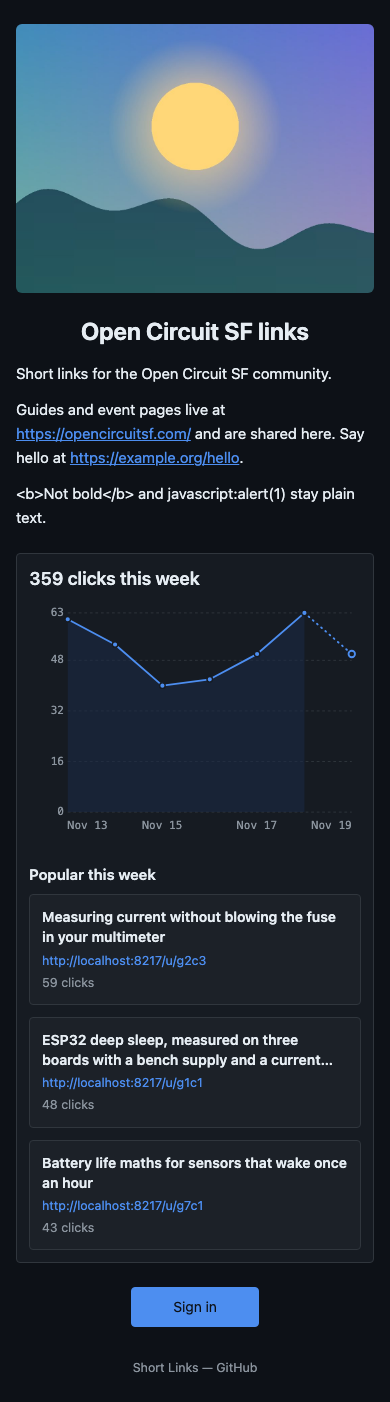 Open Circuit SF links
Short links for the Open Circuit SF community.
Guides and event pages live at
https://opencircuitsf.com/ and are shared here. Say
hello at https://example.org/hello.
<b>Not bold</b> and javascript:alert(1) stay plain
text.
359 clicks this week
63
48
32
16
0
Nov 13 Nov 15 Nov 17 Nov 19
Popular this week
Measuring current without blowing the fuse
in your multimeter
http://localhost:8217/u/g2c3
59 clicks
ESP32 deep sleep, measured on three
boards with a bench supply and a current...
http://localhost:8217/u/g1c1
48 clicks
Battery life maths for sensors that wake once
an hour
http://localhost:8217/u/g7c1
43 clicks
Sign in
Short Links — GitHub